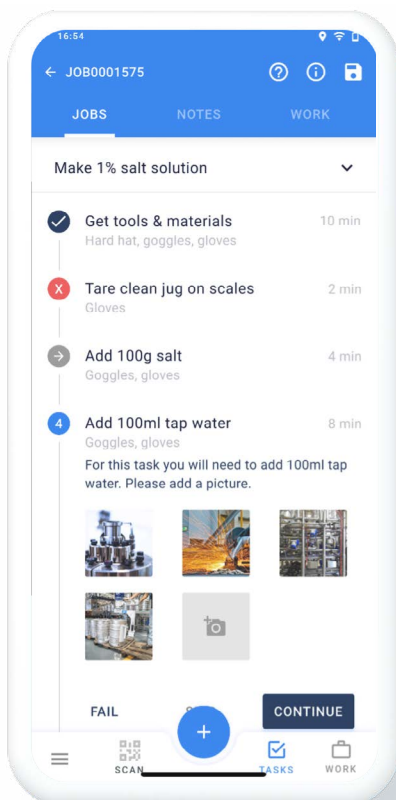 16:54
JOB0001575
JOBS NOTES WORK
Make 1% salt solution
Get tools & materials 10 min
Hard hat, goggles, gloves
X Tare clean jug on scales 2 min
Gloves
Add 100g salt 4 min
Goggles, gloves
4 Add 100ml tap water 8 min
Goggles, gloves
For this task you will need to add 100ml tap
water. Please add a picture.
FAIL CONTINUE
SCAN TASKS WORK